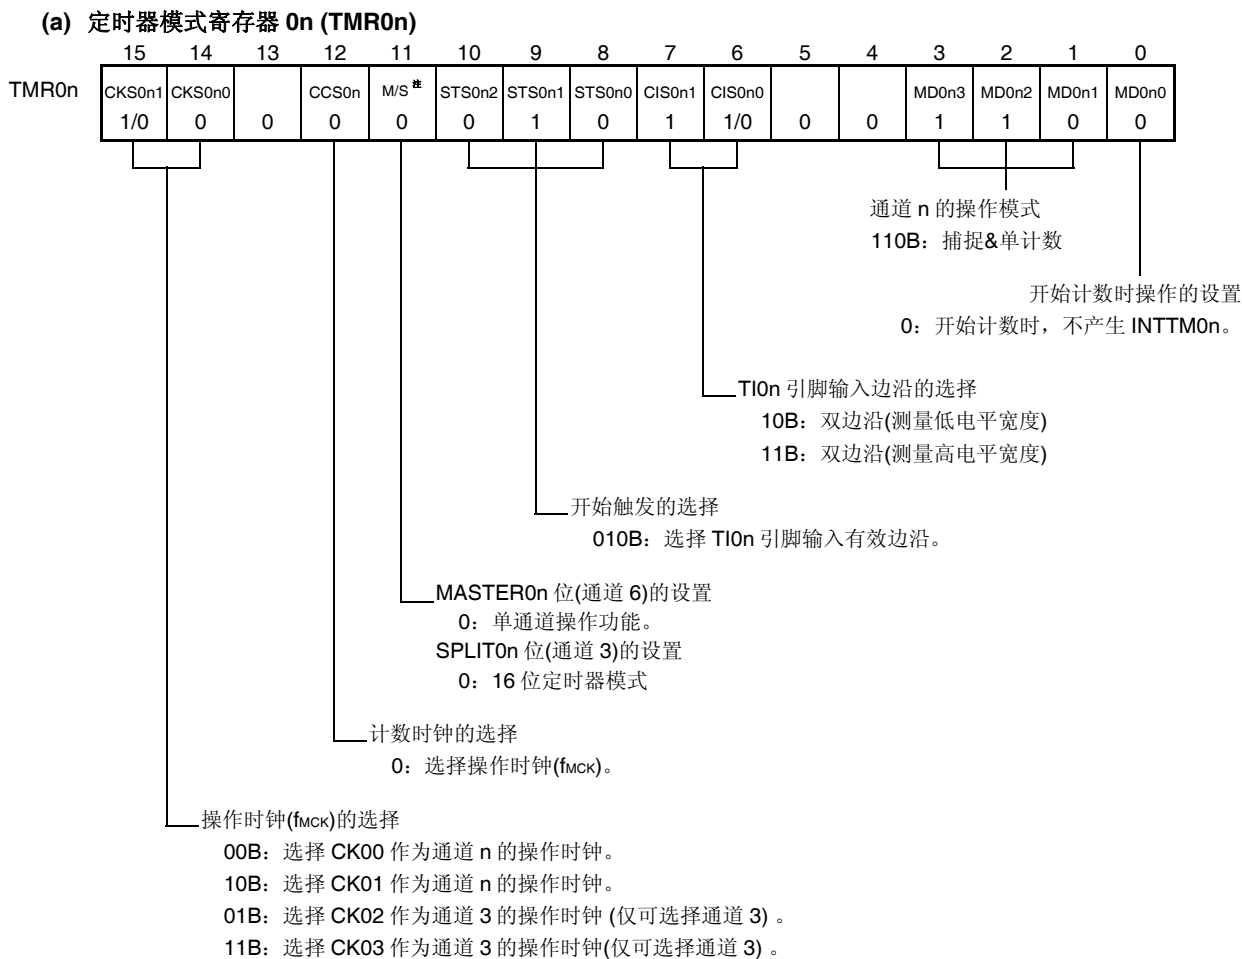 (a) 定时器模式寄存器 0n (TMR0n)
15 14 13 12 11 10 9 8 7 6 5 4 3 2 1 0
TMR0n CKS0n1 CKS0n0 CCS0n M/S 注 STS0n2 STS0n1 STS0n0 CIS0n1 CIS0n0 MD0n3 MD0n2 MD0n1 MD0n0
1/0 0 0 0 0 0 1 0 1 1/0 0 0 1 1 0 0
通道 n 的操作模式
110B：捕捉&单计数
开始计数时操作的设置
0：开始计数时，不产生 INTTM0n。
TI0n 引脚输入边沿的选择
10B：双边沿(测量低电平宽度)
11B：双边沿(测量高电平宽度)
开始触发的选择
010B：选择 TI0n 引脚输入有效边沿。
MASTER0n 位(通道 6)的设置
0：单通道操作功能。
SPLIT0n 位(通道 3)的设置
0：16 位定时器模式
计数时钟的选择
0：选择操作时钟(fMCK)。
操作时钟(fMCK)的选择
00B：选择 CK00 作为通道 n 的操作时钟。
10B：选择 CK01 作为通道 n 的操作时钟。
01B：选择 CK02 作为通道 3 的操作时钟 (仅可选择通道 3) 。
11B：选择 CK03 作为通道 3 的操作时钟(仅可选择通道 3) 。